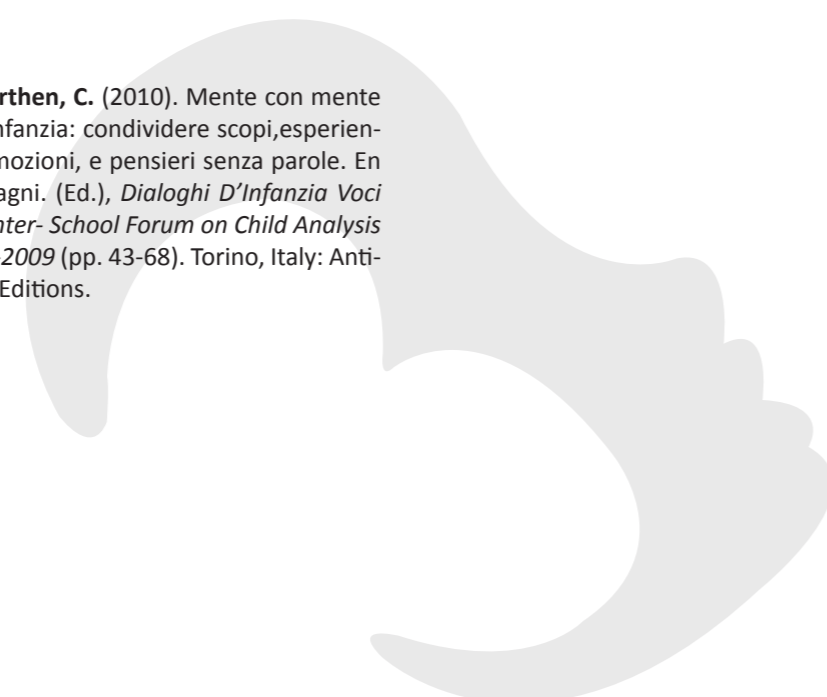 rthen, C. (2010). Mente con mente
nfanzia: condividere scopi,esperien-
mozioni, e pensieri senza parole. En
agni. (Ed.), Dialoghi D’Infanzia Voci
nter- School Forum on Child Analysis
-2009 (pp. 43-68). Torino, Italy: Anti-
Editions.